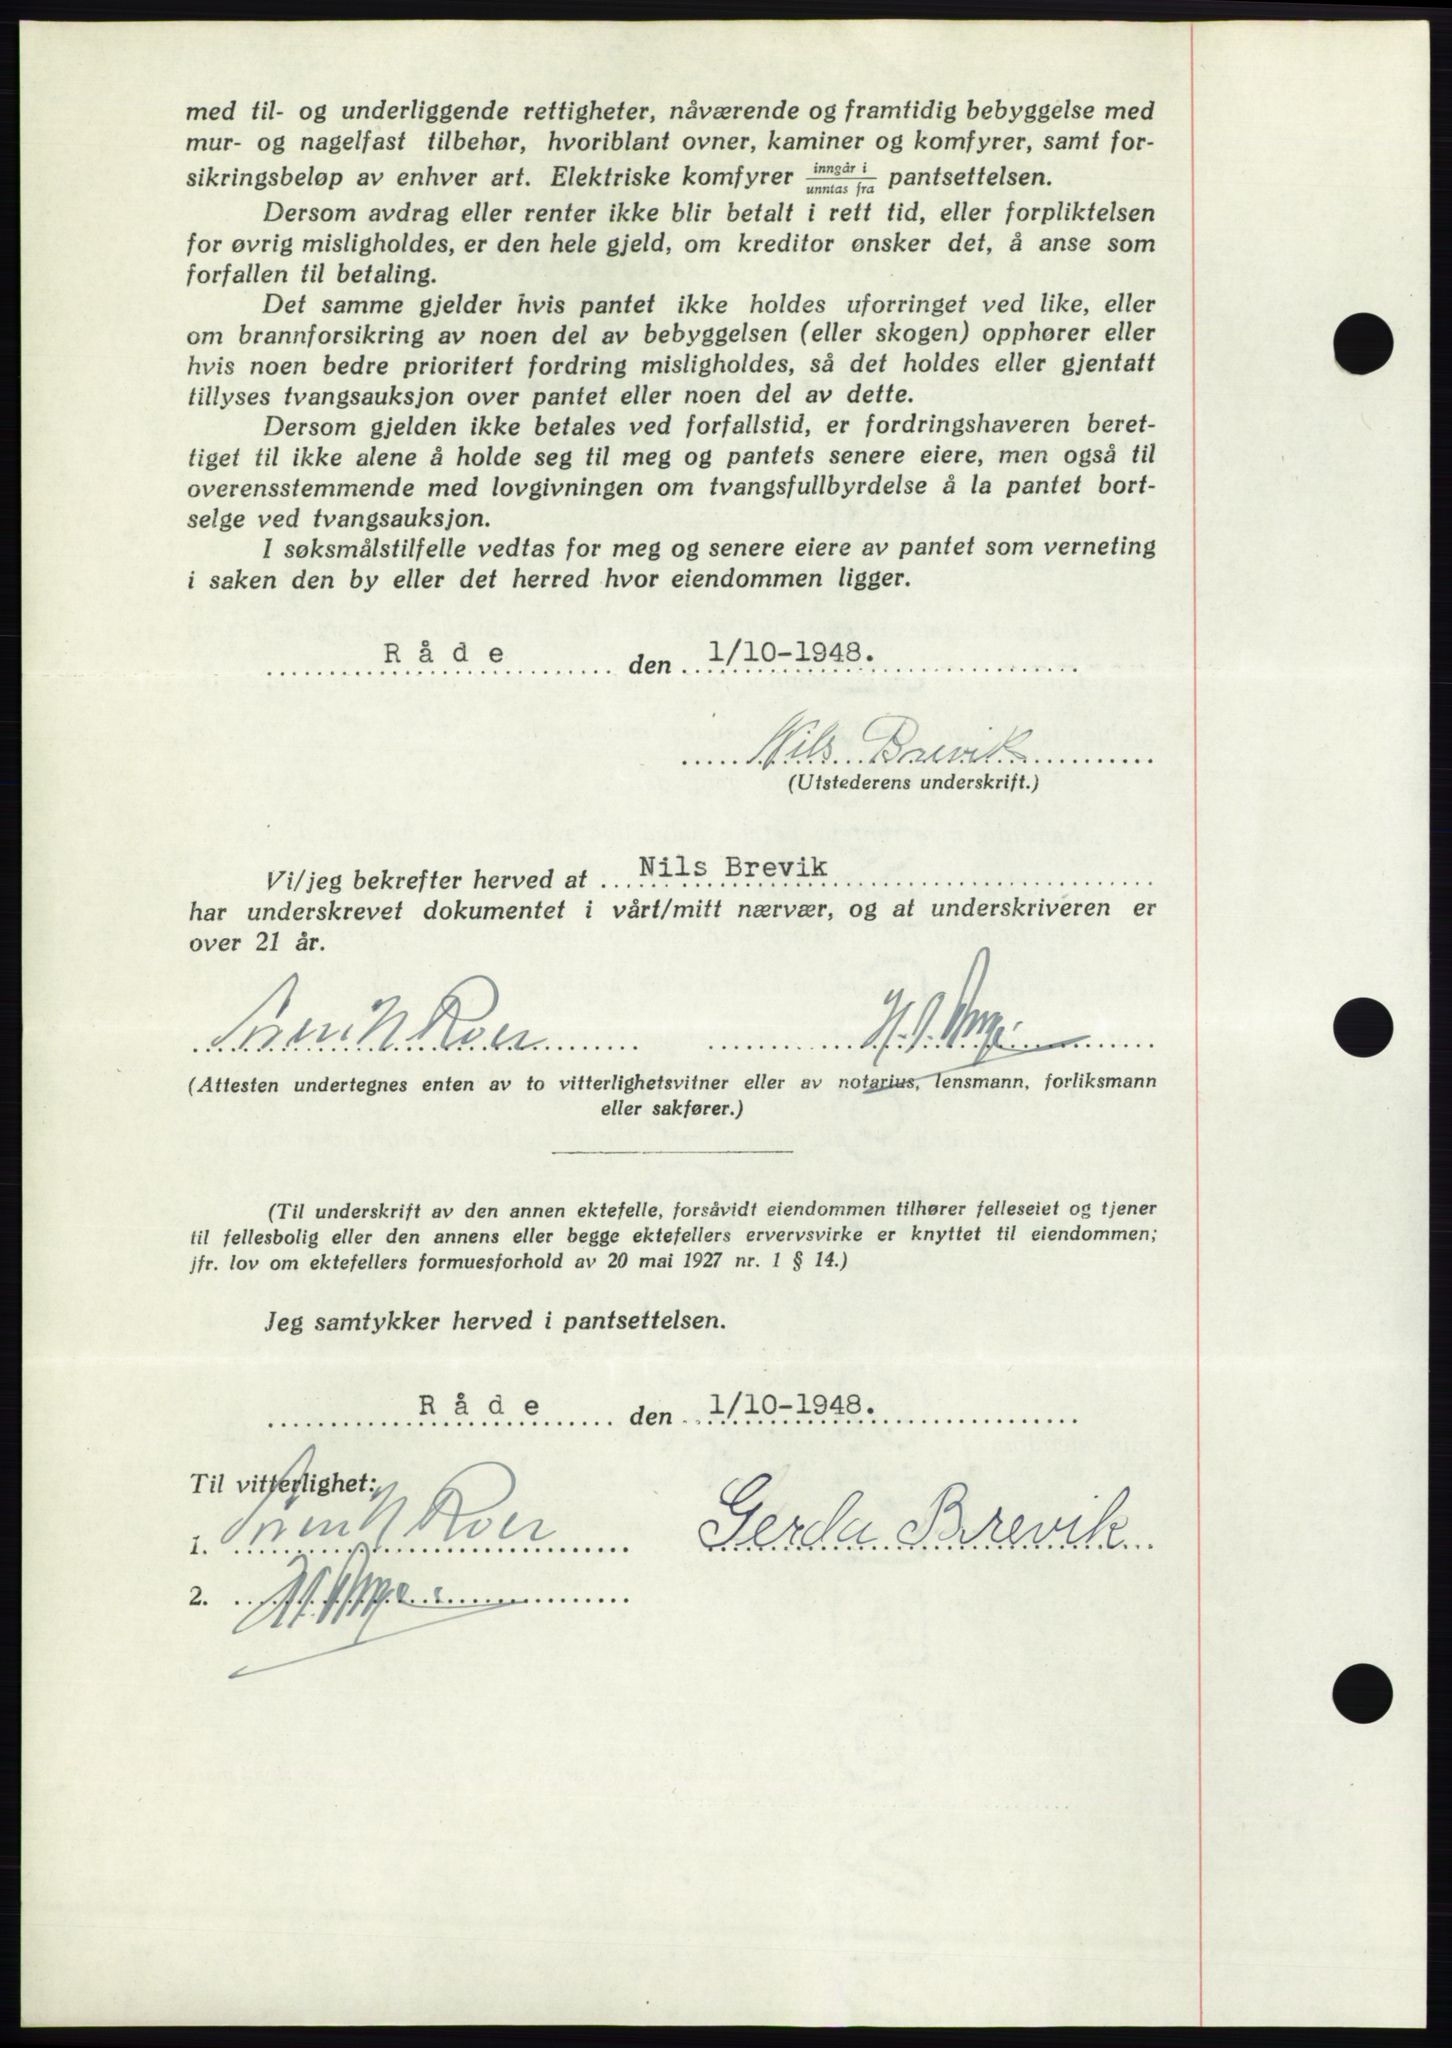 med til- og underliggende rettigheter, nåværende og framtidig bebyggelse med
mur- og nagelfast tilbehør, hvoriblant ovner, kaminer og komfyrer, samt for-
sikringsbeløp av enhver art. Elektriske komfyrer inngår i / unntas fra pantsettelsen.
Dersom avdrag eller renter ikke blir betalt i rett tid, eller forpliktelsen
for øvrig misligholdes, er den hele gjeld, om kreditor ønsker det, å anse som
forfallen til betaling.
Det samme gjelder hvis pantet ikke holdes uforringet ved like, eller
om brannforsikring av noen del av bebyggelsen (eller skogen) opphører eller
hvis noen bedre prioritert fordring misligholdes, så det holdes eller gjentatt
tillyses tvangsauksjon over pantet eller noen del av dette.
Dersom gjelden ikke betales ved forfallstid, er fordringshaveren beret-
tiget til ikke alene å holde seg til meg og pantets senere eiere, men også til
overensstemmende med lovgivningen om tvangsfullbyrdelse å la pantet bort-
selge ved tvangsauksjon.
I søksmålstilfelle vedtas for meg og senere eiere av pantet som verneting
i saken den by eller det herred hvor eiendommen ligger.
Råde den 1/10-1948.
Nils Brevik
(Utstederens underskrift.)
Vi/jeg bekrefter herved at Nils Brevik
har underskrevet dokumentet i vårt/mitt nærvær, og at underskriveren er
over 21 år.
(Attesten undertegnes enten av to vitterlighetsvitner eller av notarius, lensmann, forliksmann
eller sakfører.)
(Til underskrift av den annen ektefelle, forsåvidt eiendommen tilhører felleseiet og tjener
til fellesbolig eller den annens eller begge ektefellers ervervsvirke er knyttet til eiendommen;
jfr. lov om ektefellers formuesforhold av 20 mai 1927 nr. 1 § 14.)
Jeg samtykker herved i pantsettelsen.
Råde den 1/10-1948.
Til vitterlighet:
Gerda Brevik
1.
2.